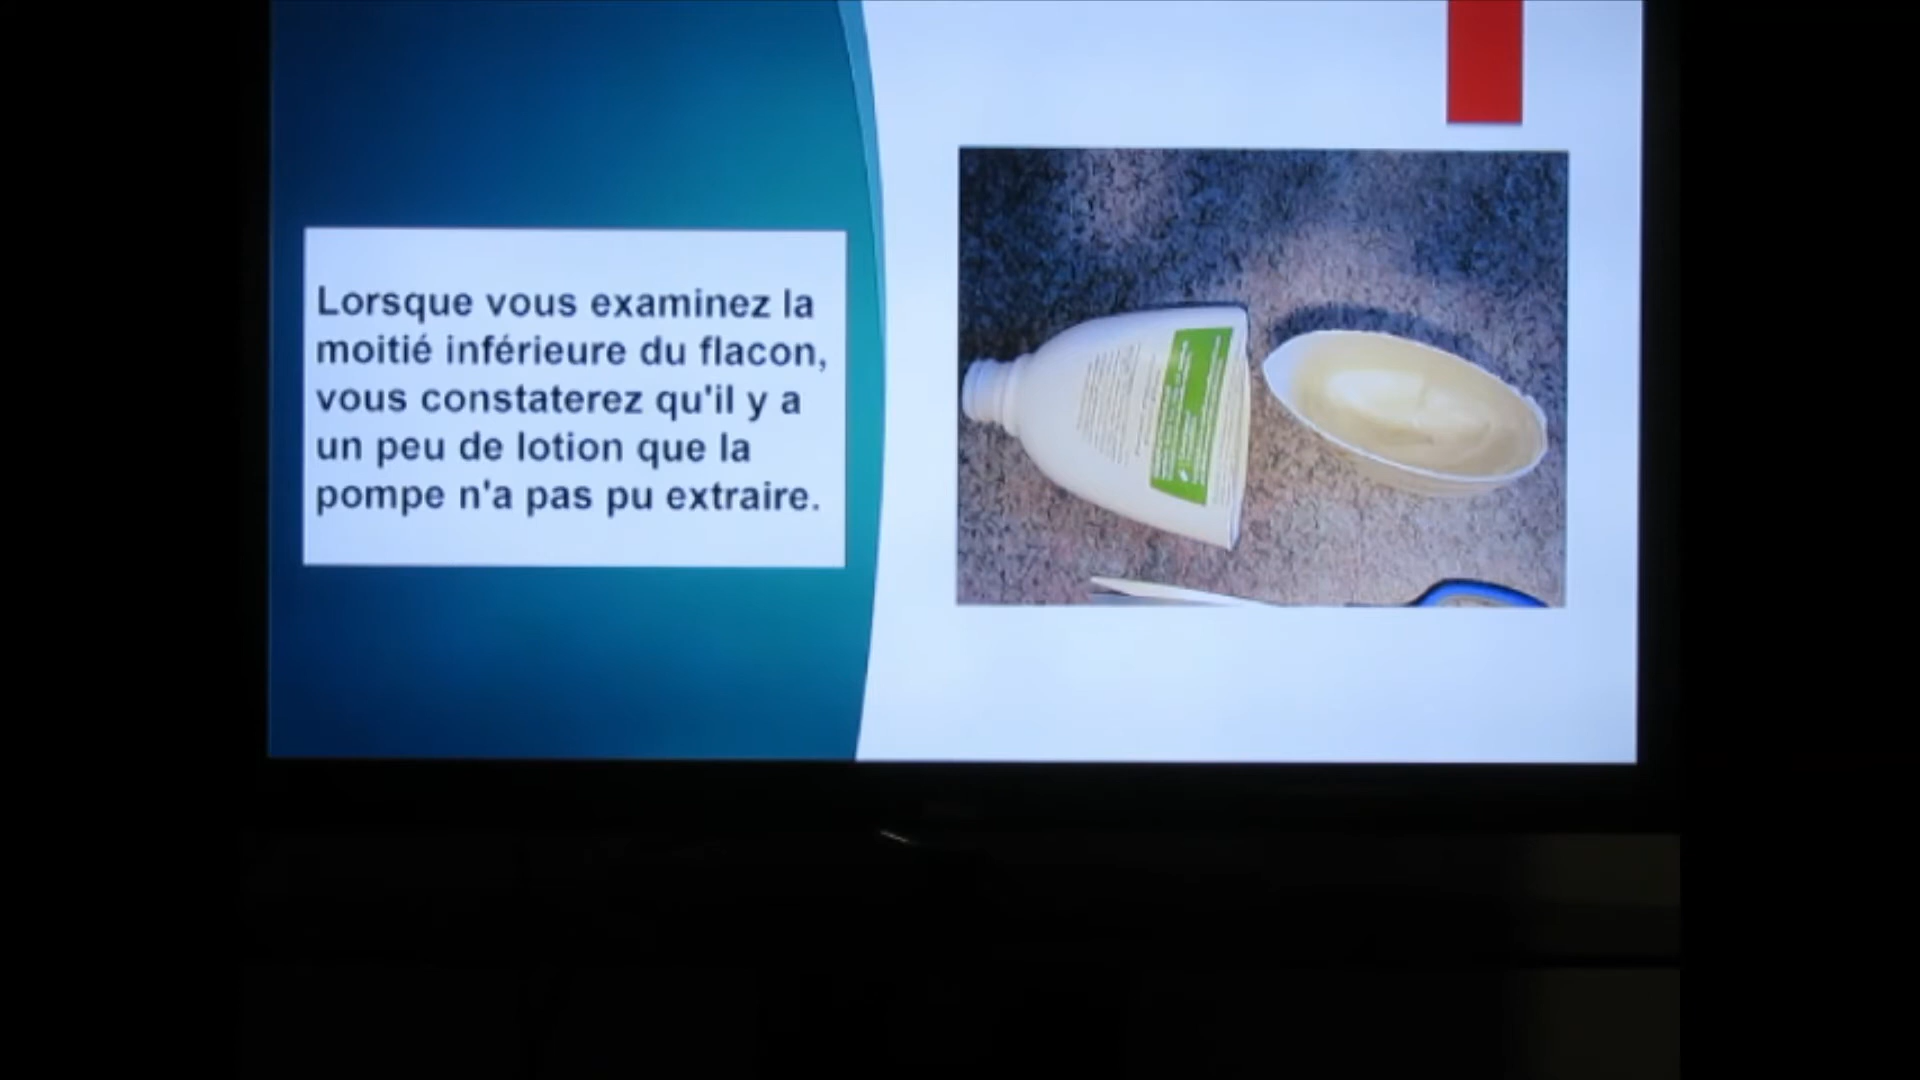 Lorsque vous examinez la
moitié inférieure du flacon,
vous constaterez qu'il y a
un peu de lotion que la
pompe n'a pas pu extraire.